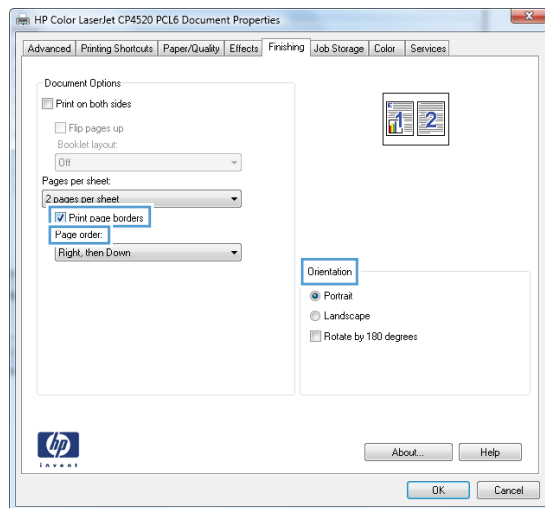 HP Color LaserJet CP4520 PCL6 Document Properties
Advanced Printing Shortcuts Paper/Quality Effects Finishing Job Storage Color Services
Document Options
Print on both sides
Flip pages up
Booklet layout:
Off
Pages per sheet:
2 pages per sheet
Print page borders
Page order:
Right, then Down
1 2
Orientation
Portrait
Landscape
Rotate by 180 degrees
hp
invent
About... Help
OK Cancel